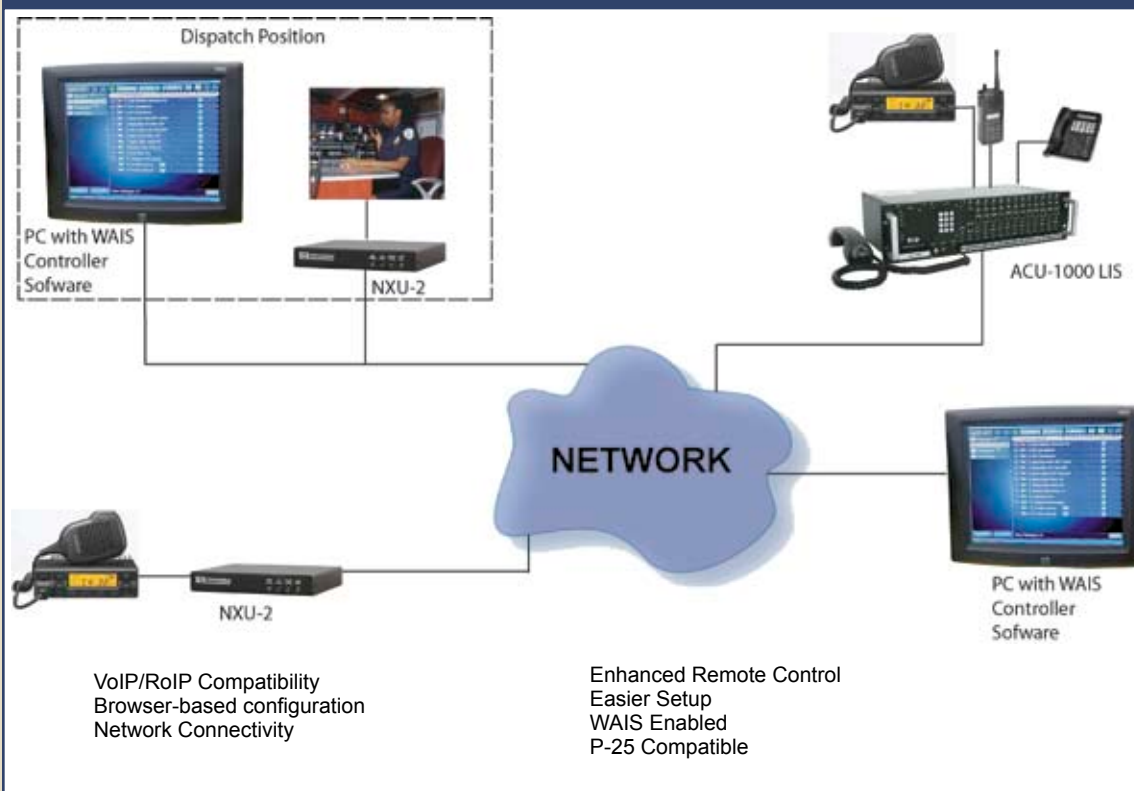 Dispatch Position
PC with WAIS
Controller
Sofware
NXU-2
ACU-1000 LIS
NETWORK
NXU-2
PC with WAIS
Controller
Sofware
VoIP/RoIP Compatibility
Browser-based configuration
Network Connectivity
Enhanced Remote Control
Easier Setup
WAIS Enabled
P-25 Compatible